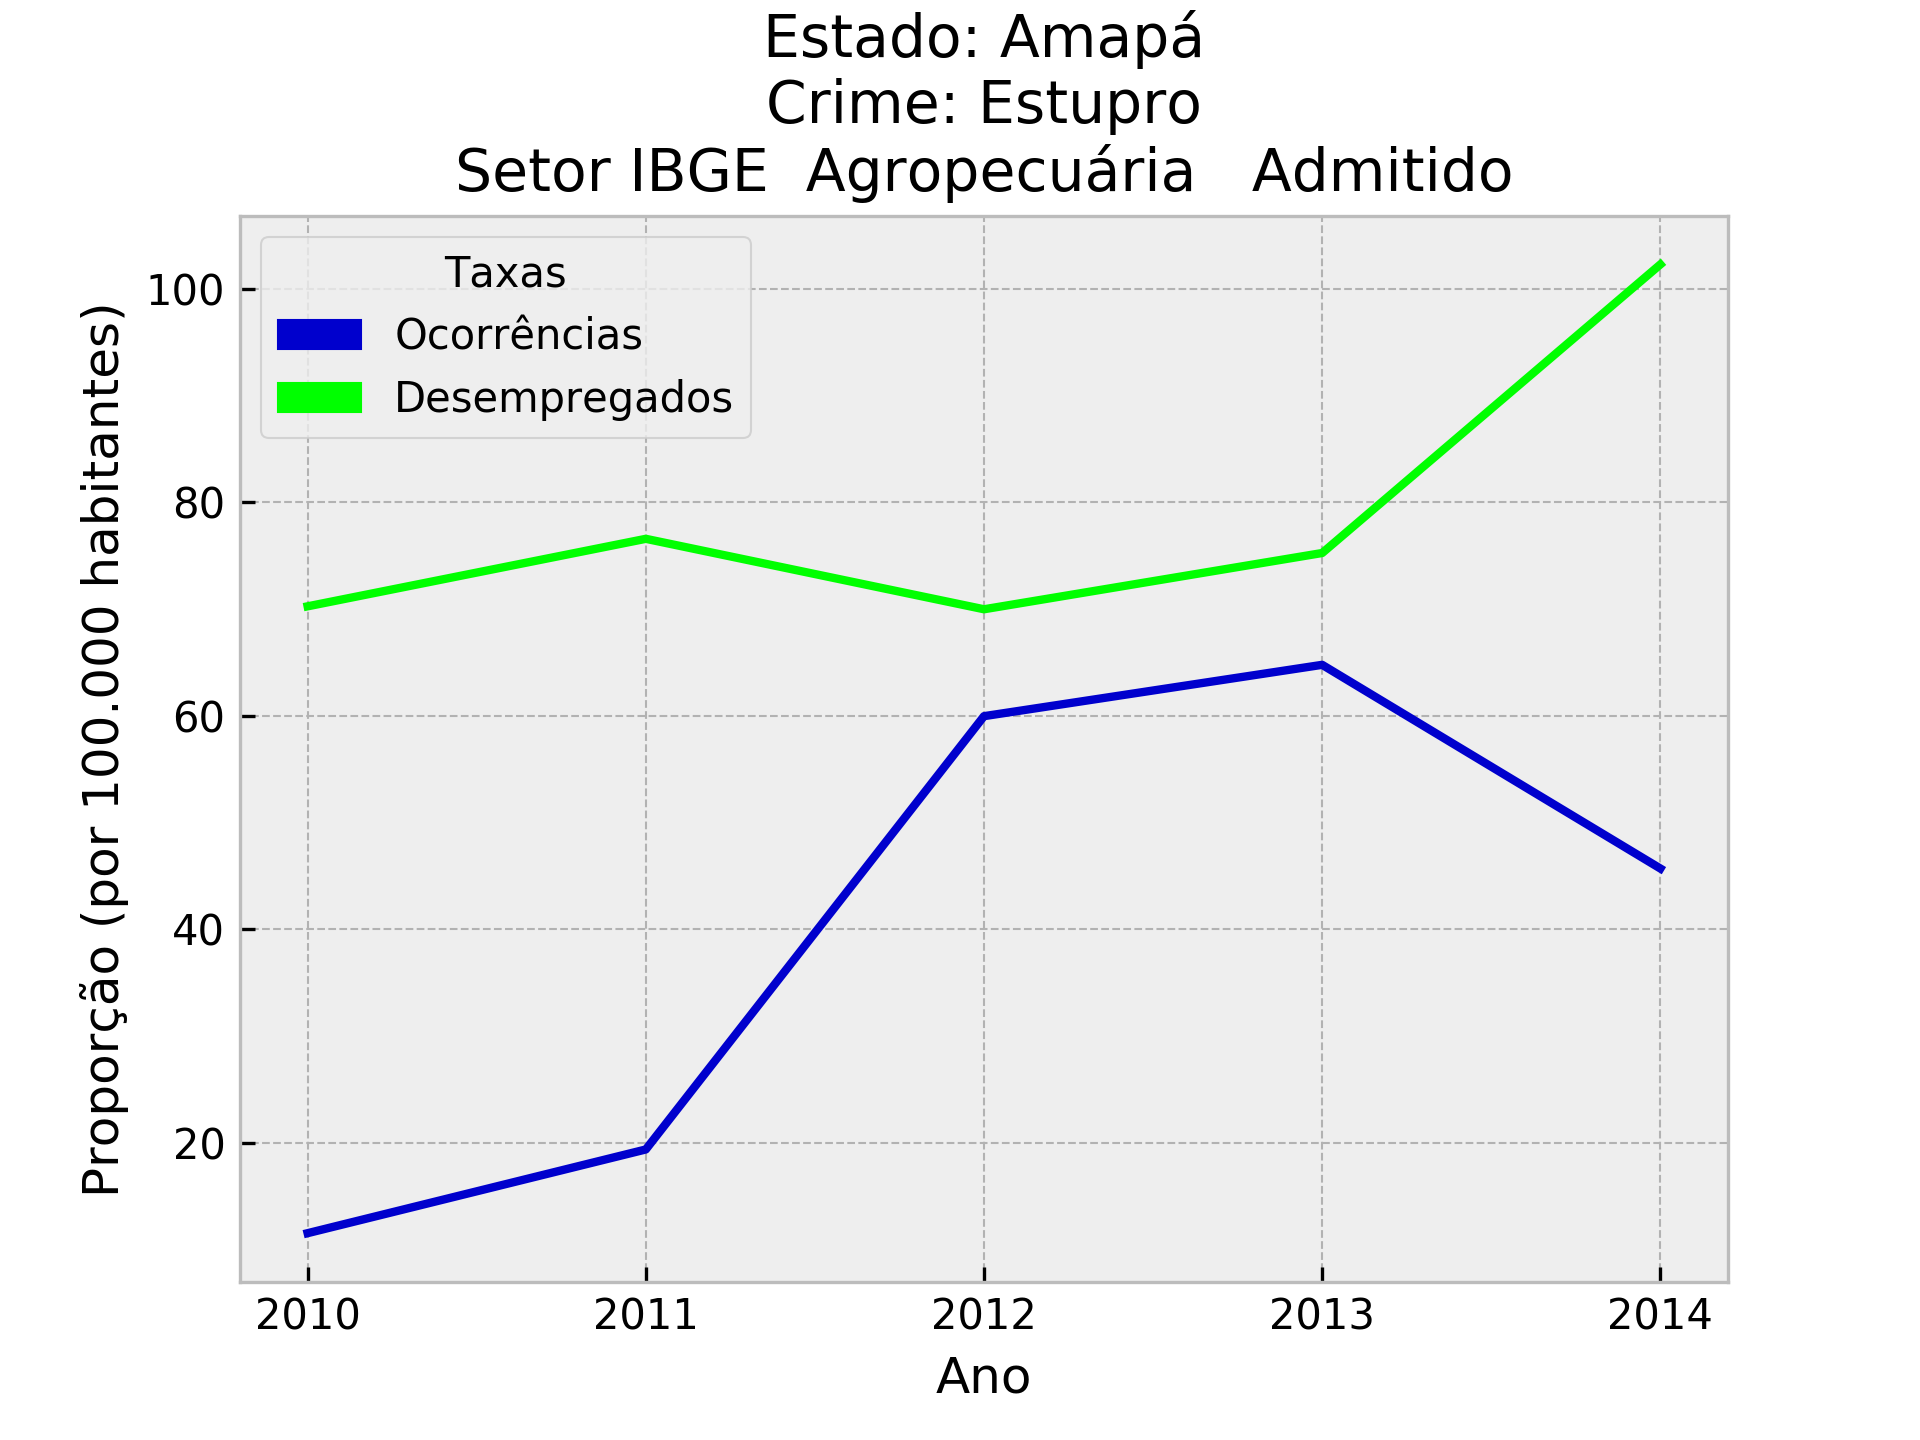 Estado: Amapá
Crime: Estupro
Setor IBGE  Agropecuária   Admitido
Proporção (por 100.000 habitantes)
100
80
60
40
20
Taxas
Ocorrências
Desempregados
2010
2011
2012
2013
2014
Ano